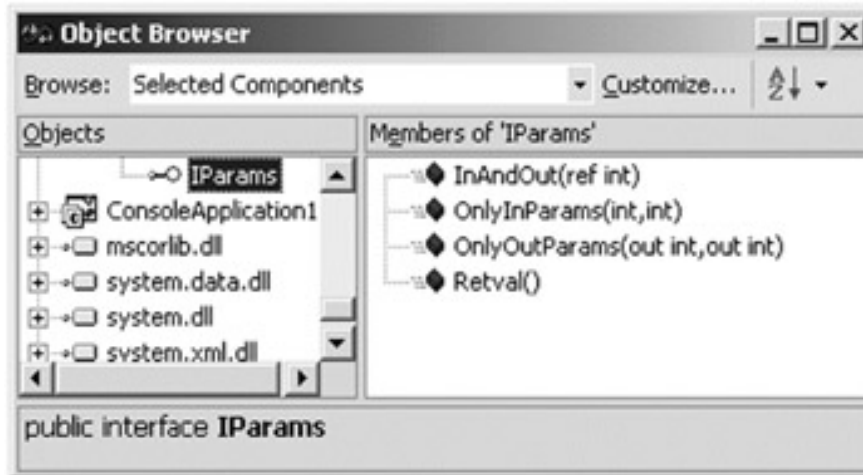 Object Browser
Browse: Selected Components Customize...
Objects
Members of 'IParams'
IParams
ConsoleApplication1
mscorlib.dll
system.data.dll
system.dll
system.xml.dll
InAndOut(ref int)
OnlyInParams(int,int)
OnlyOutParams(out int,out int)
Retval()
public interface IParams